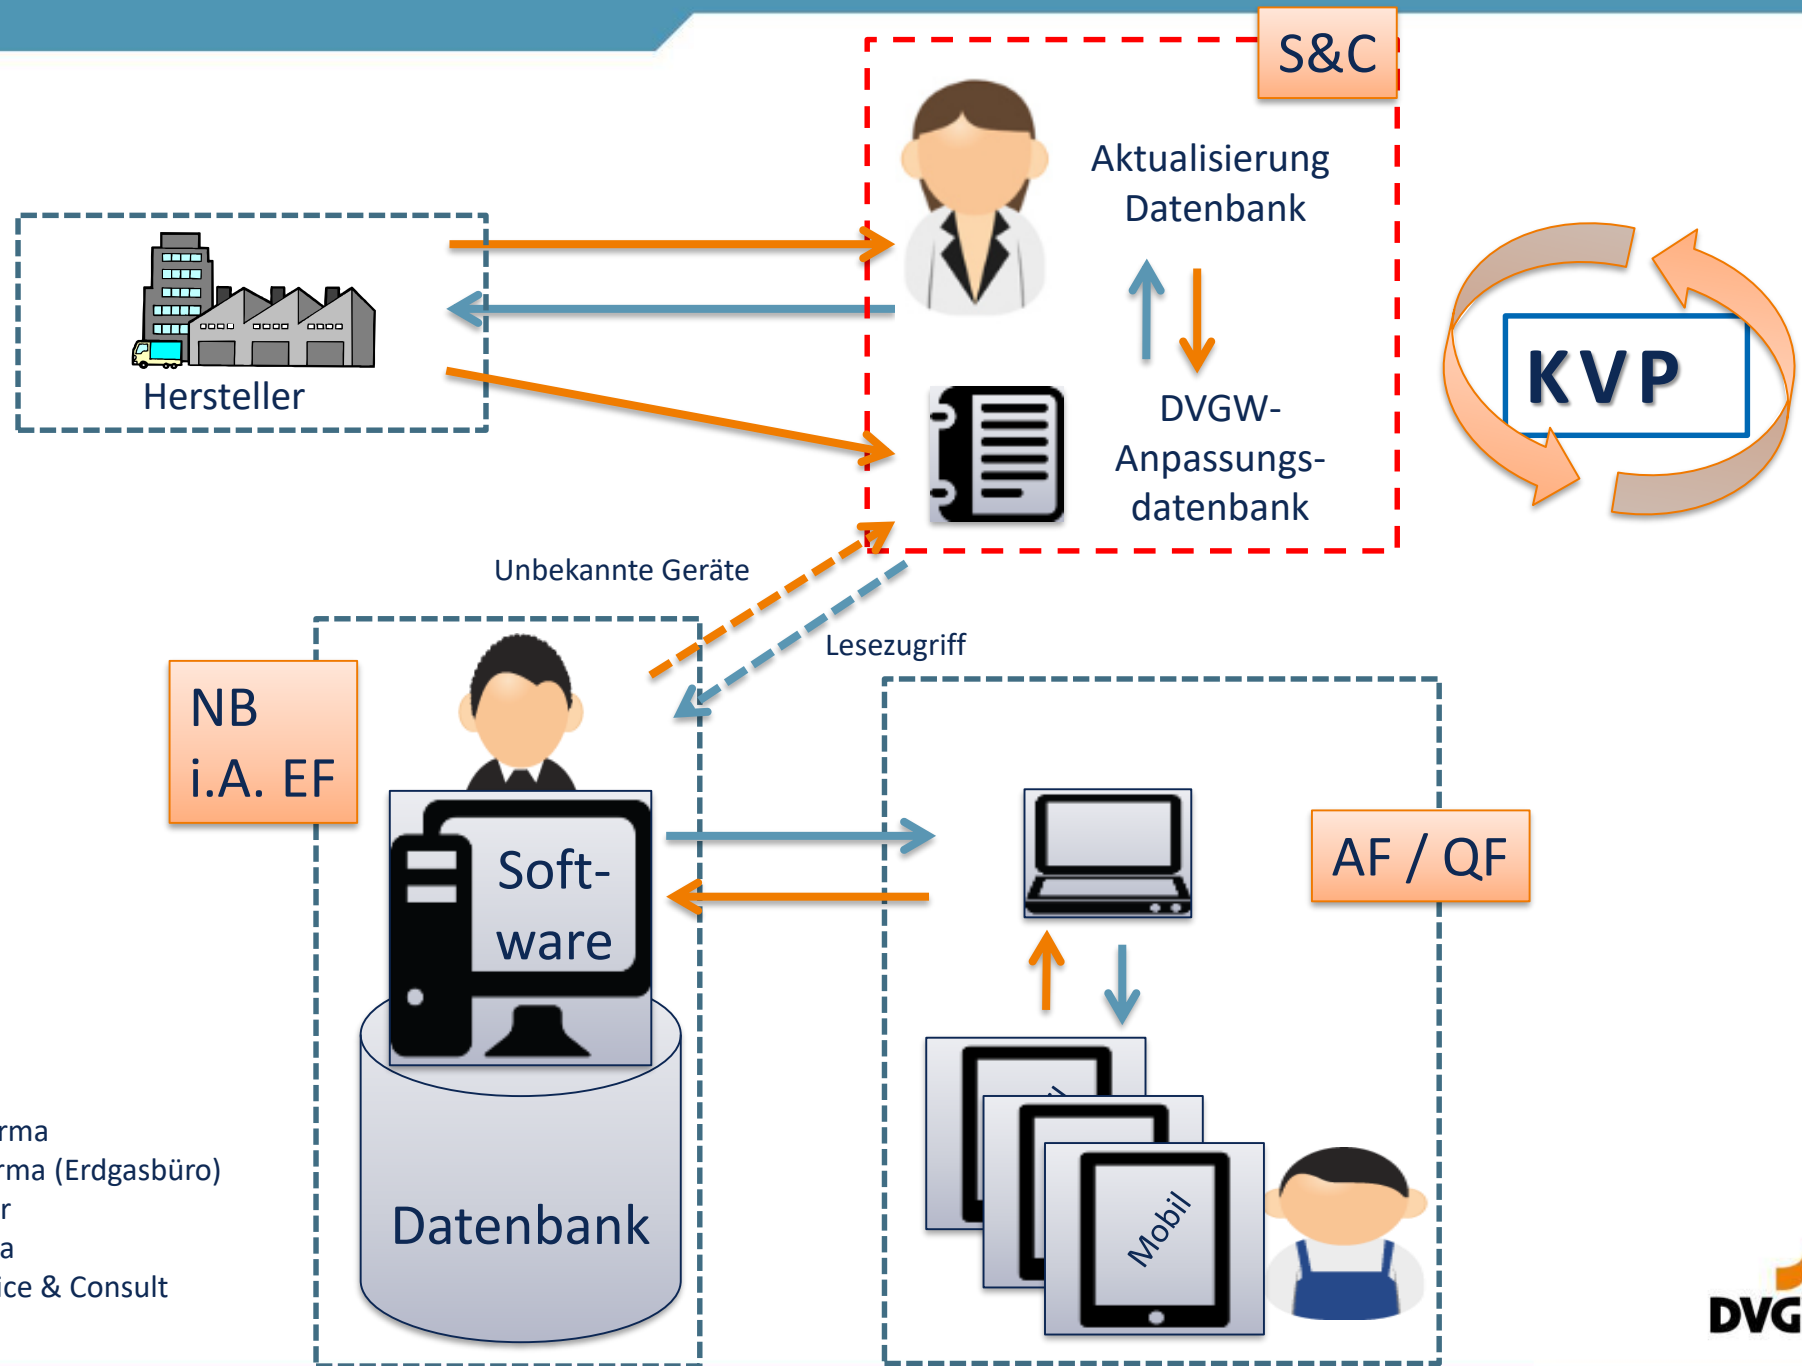 S&C
Aktualisierung
Datenbank
Hersteller
KVP
DVGW-
Anpassungs-
datenbank
Unbekannte Geräte
Lesezugriff
NB
i.A. EF
Soft-
ware
AF / QF
Datenbank
Mobil
rma
rma (Erdgasbüro)
r
a
ice & Consult
DVG